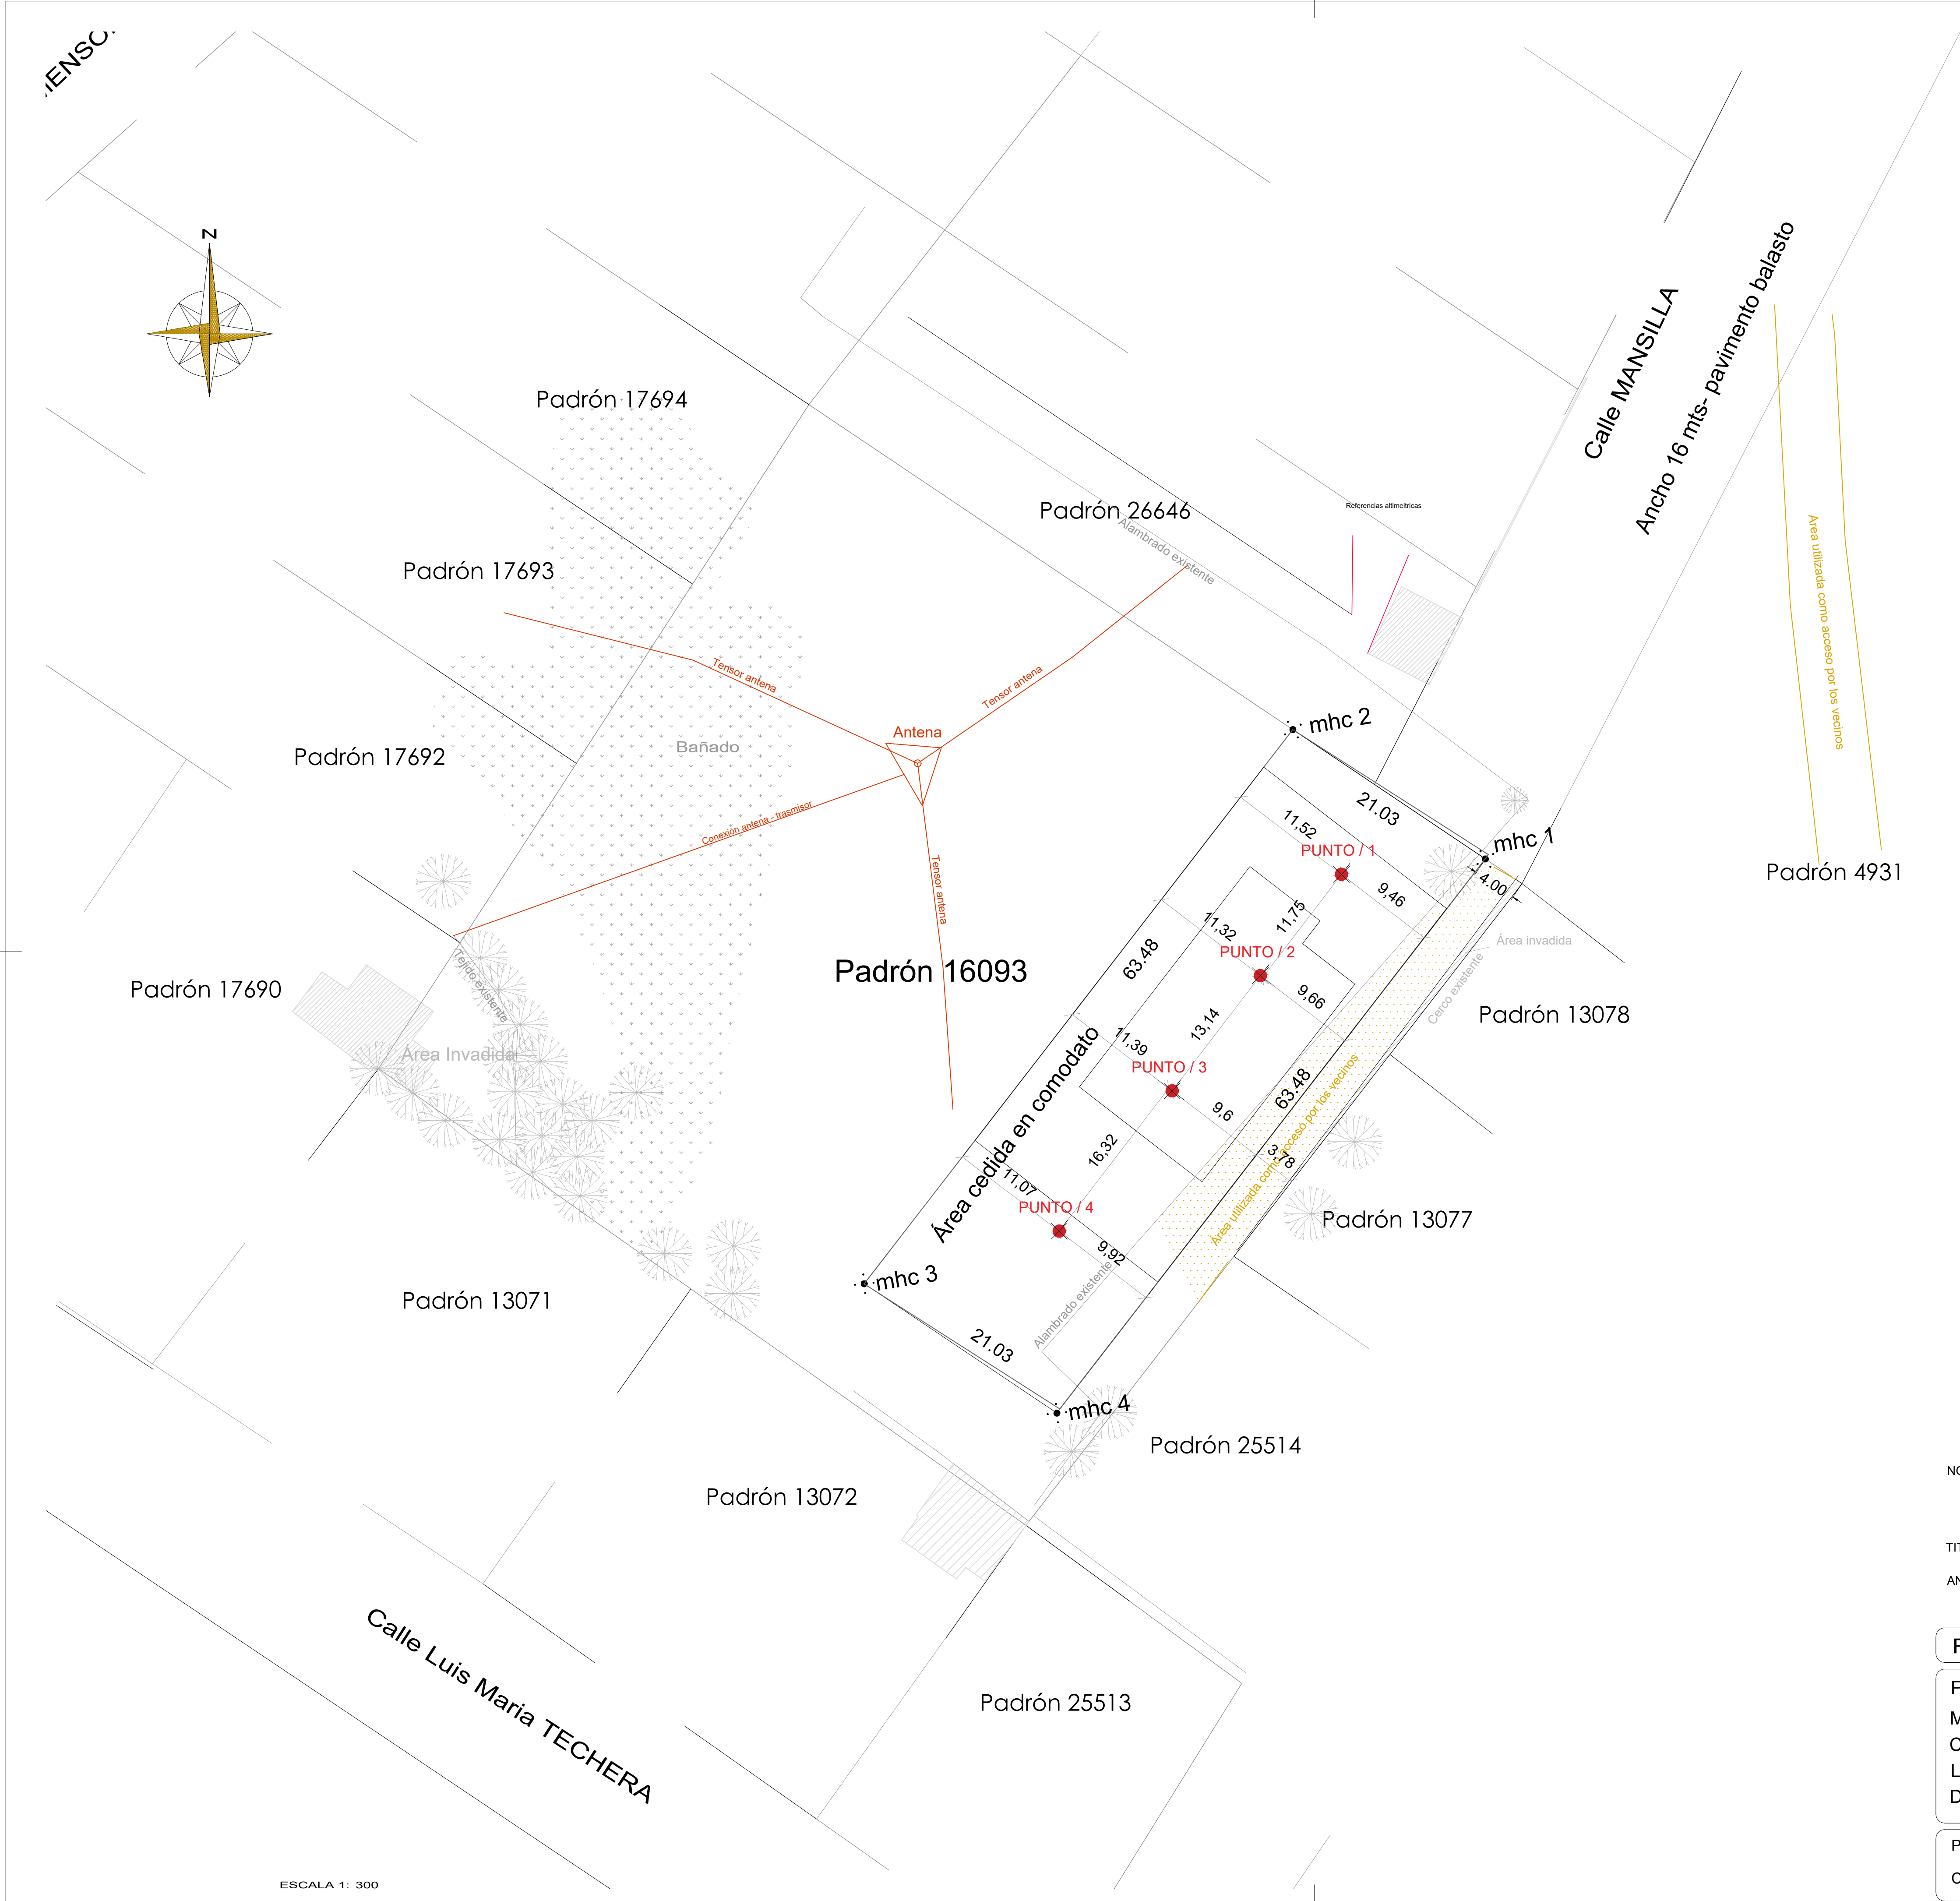 N
Calle MANSILLA
Ancho 16 mts- pavimento balasto
Padrón 17694
Padrón 26646
Referencias altimeltricas
Alambrado existente
Area utilizada como acceso por los vecinos
Padrón 17693
Tensor antena
Tensor antena
Antena
mhc 2
Padrón 17692
Bañado
Conexión antena - trasmisor
21.03
11,52
PUNTO / 1
mhc 1
4.00
Padrón 4931
9,46
Tensor antena
11,75
11,32
PUNTO / 2
Área invadida
63.48
Padrón 16093
Tejido existente
Padrón 17690
9,66
Cerco existente
Padrón 13078
13,14
Área Invadida
11,39
PUNTO / 3
63.48
9,6
Área cedida en comodato
Área utilizada como acceso por los vecinos
16,32
3,78
11,07
PUNTO / 4
Padrón 13077
9,92
mhc 3
Alambrado existente
Padrón 13071
21.03
mhc 4
Padrón 25514
Padrón 13072
Calle Luis Maria TECHERA
Padrón 25513
ESCALA 1: 300